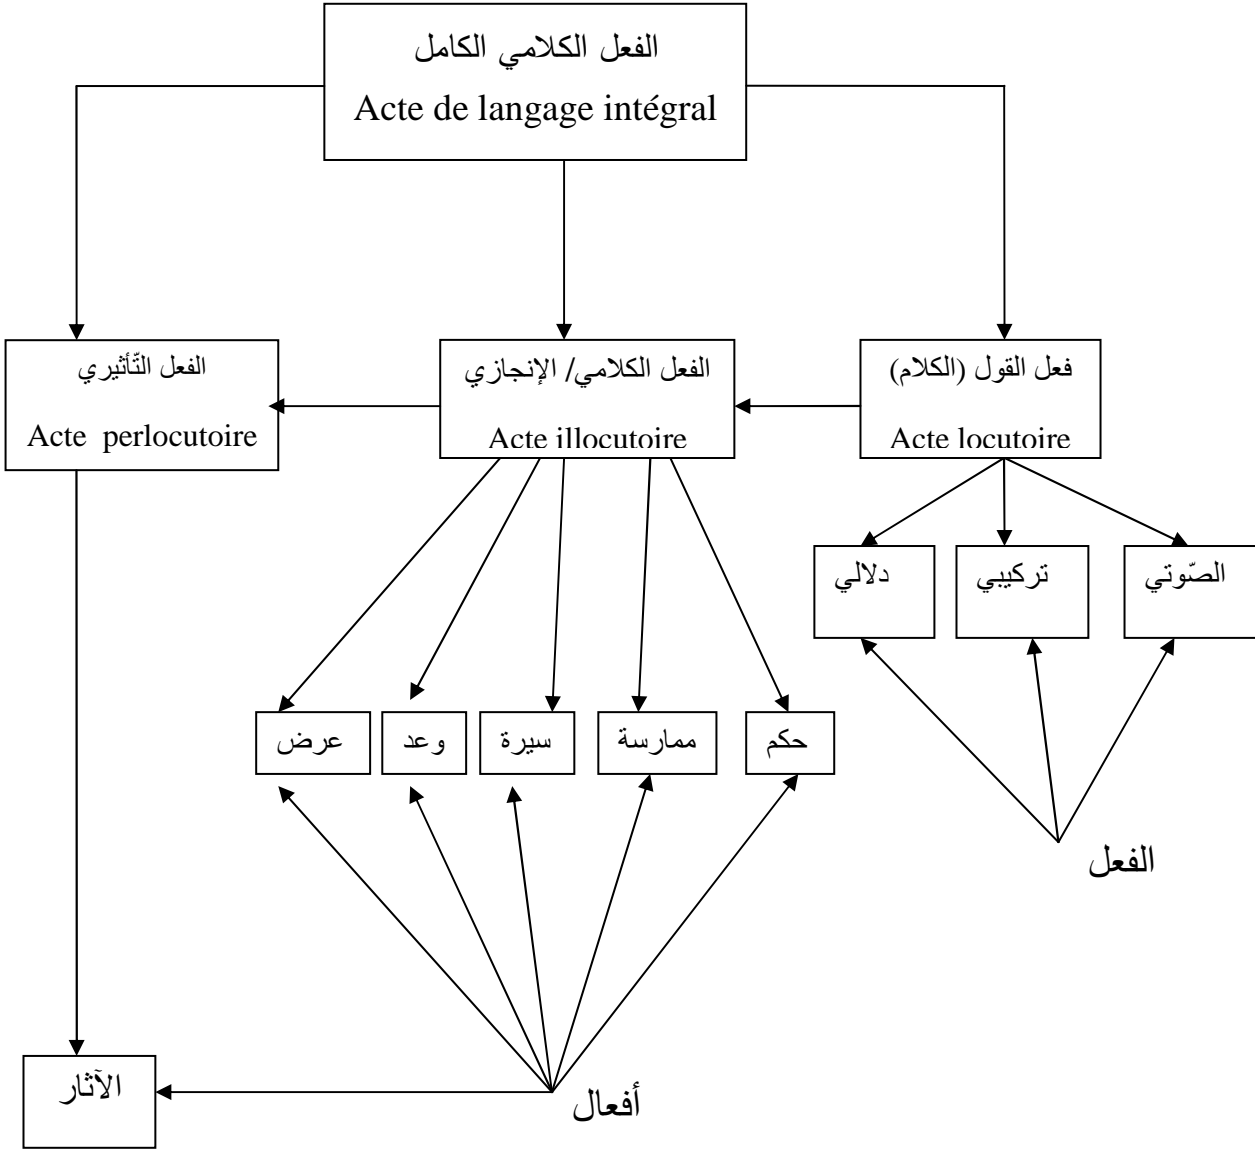 الفعل الكلامي الكامل
Acte de langage intégral
فعل القول (الكلام)
Acte locutoire
الفعل الكلامي/ الإنجازي
Acte illocutoire
الفعل التّأثيري
Acte perlocutoire
الصّوتي
تركيبي
دلالي
حكم
ممارسة
سيرة
وعد
عرض
الفعل
أفعال
الآثار